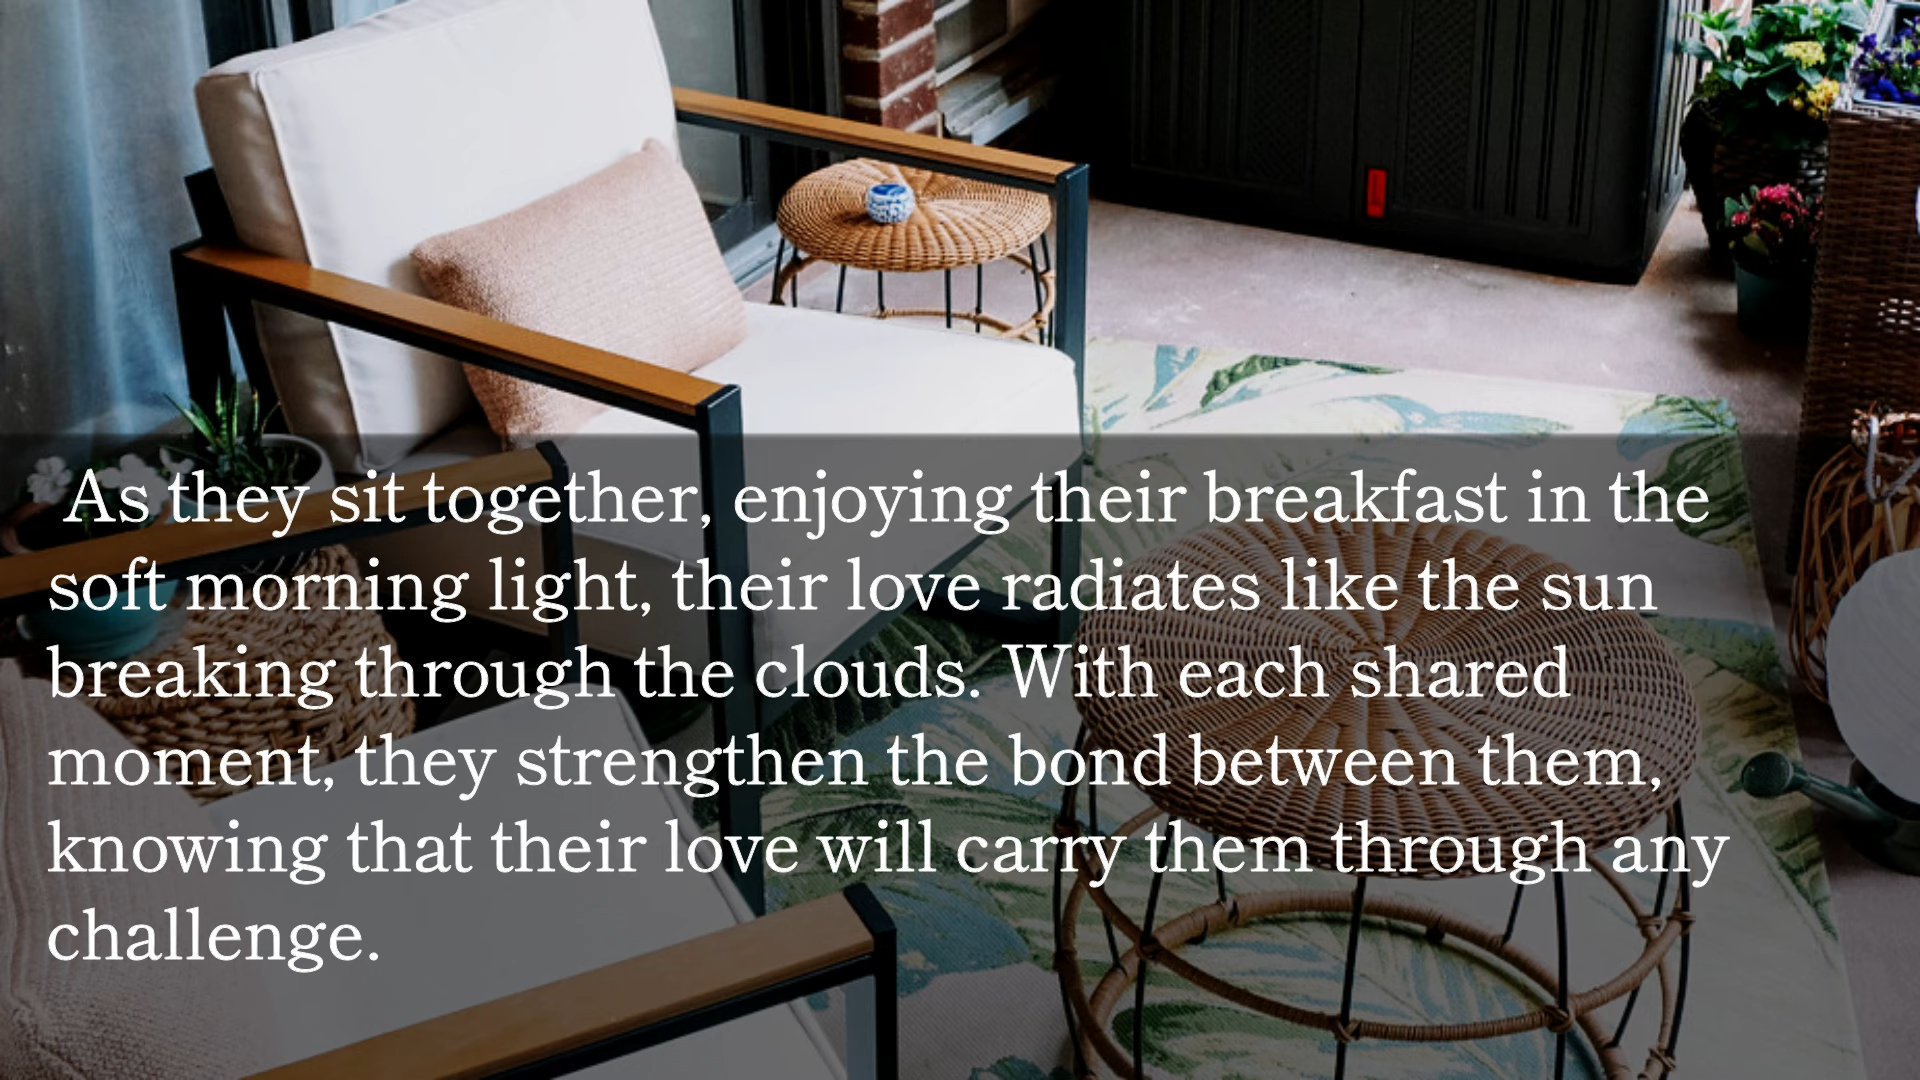 As they sit together, enjoying their breakfast in the
soft morning light, their love radiates like the sun
breaking through the clouds. With each shared
moment, they strengthen the bond between them,
knowing that their love will carry them through any
challenge.